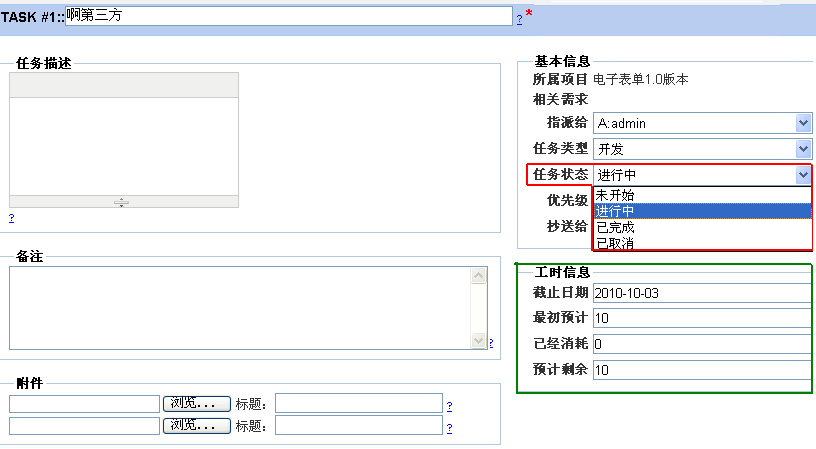 TASK #1::啊第三方 ? *
任务描述
?
备注
?
附件
浏览... 标题: ?
浏览... 标题: ?
基本信息
所属项目 电子表单1.0版本
相关需求
指派给 A:admin
任务类型 开发
任务状态 进行中
未开始
优先级 进行中
抄送给 已完成
已取消
工时信息
截止日期 2010-10-03
最初预计 10
已经消耗 0
预计剩余 10